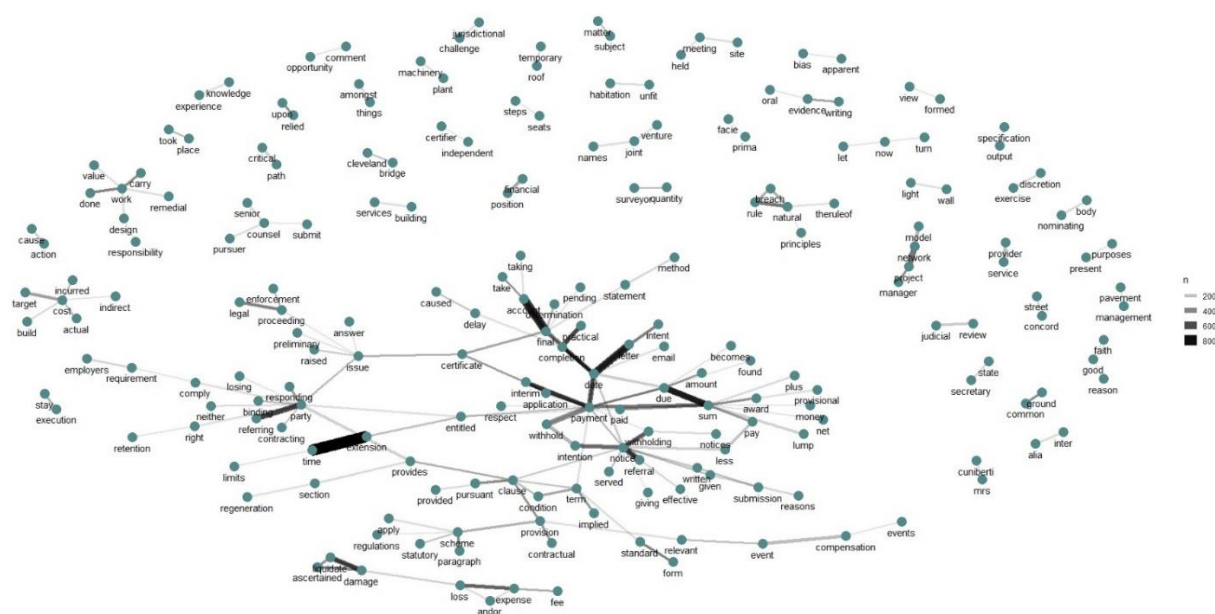 jurisdictional
challenge
matter
subject
meeting
held
site
comment
opportunity
temporary
roof
machinery
plant
bias
apparent
knowledge
experience
amongst
things
habitation
unfit
oral
evidence
writing
view
formed
upon
relied
steps
seats
took
place
certifier
independent
venture
names
joint
facie
prima
let
now
turn
specification
output
critical
path
cleveland
bridge
value
carry
work
done
remedial
design
responsibility
financial
position
surveyor
quantity
breach
rule
natural
theruleof
principles
light
wall
discretion
exercise
body
nominating
services
building
senior
counsel
submit
pursuer
cause
action
model
network
project
manager
provider
service
purposes
present
taking
take
account
method
statement
pending
determination
practical
final
completion
incurred
target
cost
indirect
build
actual
enforcement
legal
proceeding
preliminary
raised
answer
issue
caused
delay
certificate
intent
letter
email
date
street
concord
pavement
management
judicial
review
n
200
400
600
800
employers
requirement
comply
losing
responding
neither
party
binding
referring
contracting
right
retention
interim
application
respect
entitled
payment
paid
becomes
found
amount
due
sum
plus
provisional
award
money
net
pay
lump
state
secretary
faith
good
reason
stay
execution
ground
common
inter
alia
extension
time
limits
provides
section
regeneration
withhold
intention
withholding
notice
notices
less
referral
served
giving
effective
written
given
submission
reasons
cuniberti
mrs
clause
pursuant
provided
term
condition
implied
provision
contractual
apply
regulations
scheme
statutory
paragraph
standard
form
relevant
event
compensation
events
liquidate
ascertained
damage
loss
expense
andor
fee